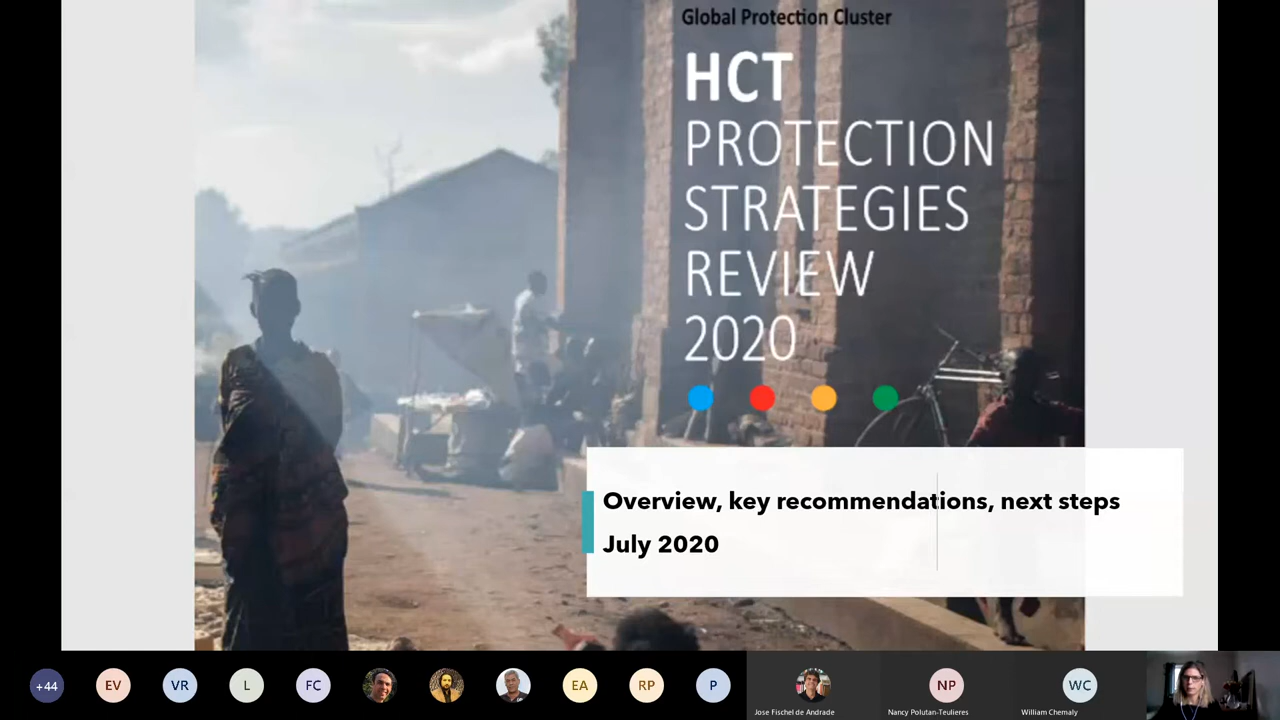 Global Protection Cluster
HCT
PROTECTION
STRATEGIES
REVIEW
2020
Overview, key recommendations, next steps
July 2020
+44
EV
VR
L
FC
EA
RP
P
NP
WC
Jose Fischel de Andrade
Nancy Polutan-Teulieres
William Chemaly